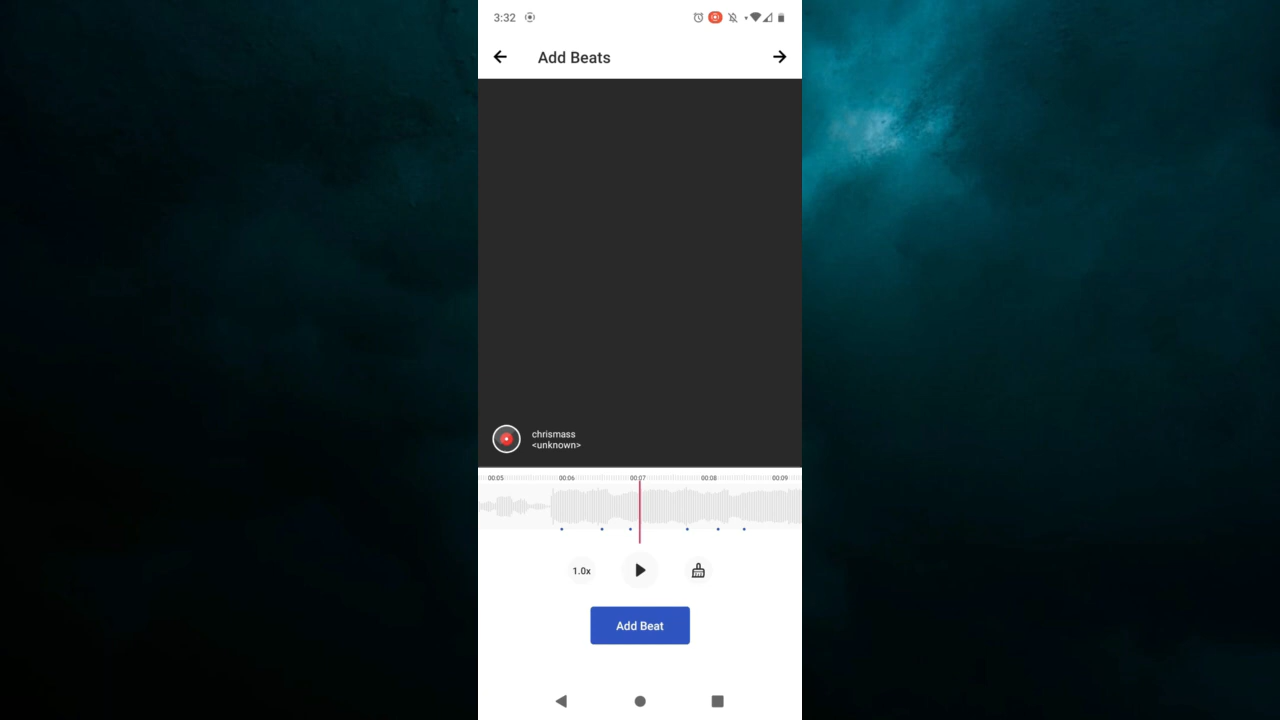 3:32
Add Beats
chrismass
<unknown>
00:05 00:06 00:07 00:08 00:09
1.0x
Add Beat